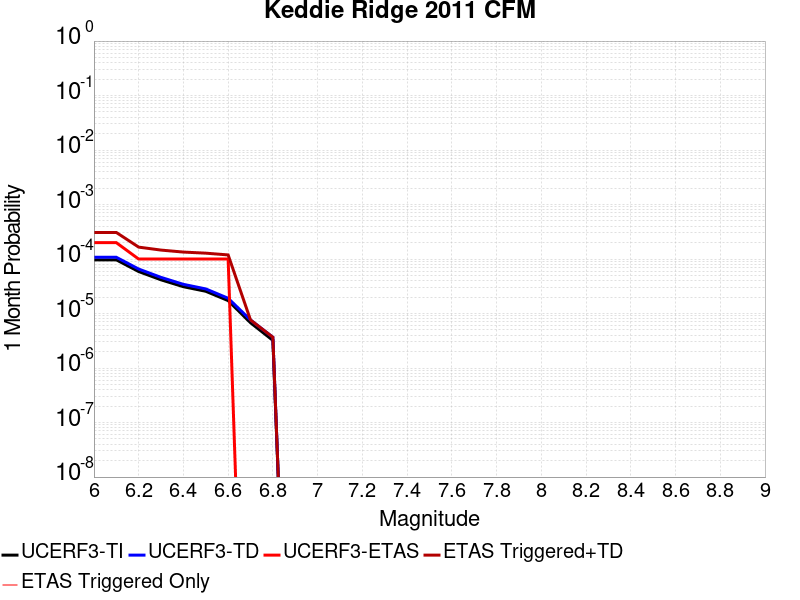 Keddie Ridge 2011 CFM
10^0
10^-1
10^-2
10^-3
10^-4
10^-5
10^-6
10^-7
10^-8
1 Month Probability
6 6.2 6.4 6.6 6.8 7 7.2 7.4 7.6 7.8 8 8.2 8.4 8.6 8.8 9
Magnitude
UCERF3-TI UCERF3-TD UCERF3-ETAS ETAS Triggered+TD
ETAS Triggered Only